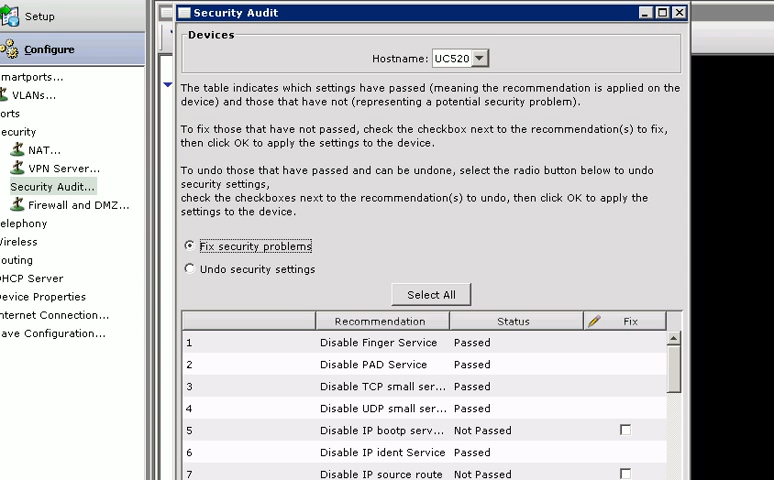 Setup
Configure
martports...
VLANs...
orts
ecurity
NAT...
VPN Server...
Security Audit...
Firewall and DMZ...
elephony
Wireless
outing
DHCP Server
evice Properties
nternet Connection...
ave Configuration...
Security Audit
Devices
Hostname: UC520
The table indicates which settings have passed (meaning the recommendation is applied on the
device) and those that have not (representing a potential security problem).
To fix those that have not passed, check the checkbox next to the recommendation(s) to fix,
then click OK to apply the settings to the device.
To undo those that have passed and can be undone, select the radio button below to undo
security settings,
check the checkboxes next to the recommendation(s) to undo, then click OK to apply the
settings to the device.
Fix security problems
Undo security settings
Select All
Recommendation Status Fix
1 Disable Finger Service Passed
2 Disable PAD Service Passed
3 Disable TCP small ser... Passed
4 Disable UDP small ser... Passed
5 Disable IP bootp serv... Not Passed
6 Disable IP ident Service Passed
7 Disable IP source route Not Passed